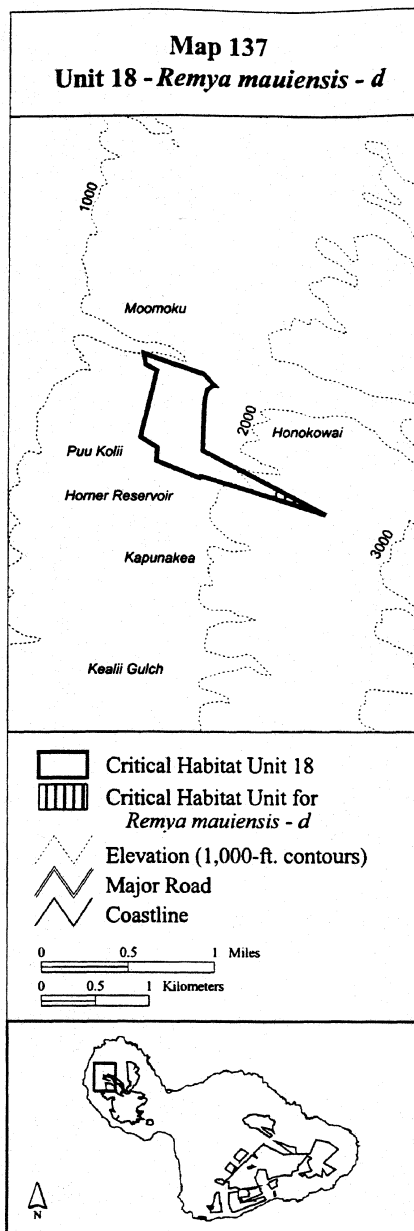 Map 137
Unit 18 - Remya mauiensis - d
1000
Moomoku
2000
Honokowai
Puu Kolii
Horner Reservoir
3000
Kapunakea
Kealii Gulch
Critical Habitat Unit 18
Critical Habitat Unit for
Remya mauiensis - d
Elevation (1,000-ft. contours)
Major Road
Coastline
0 0.5 1 Miles
0 0.5 1 Kilometers
N